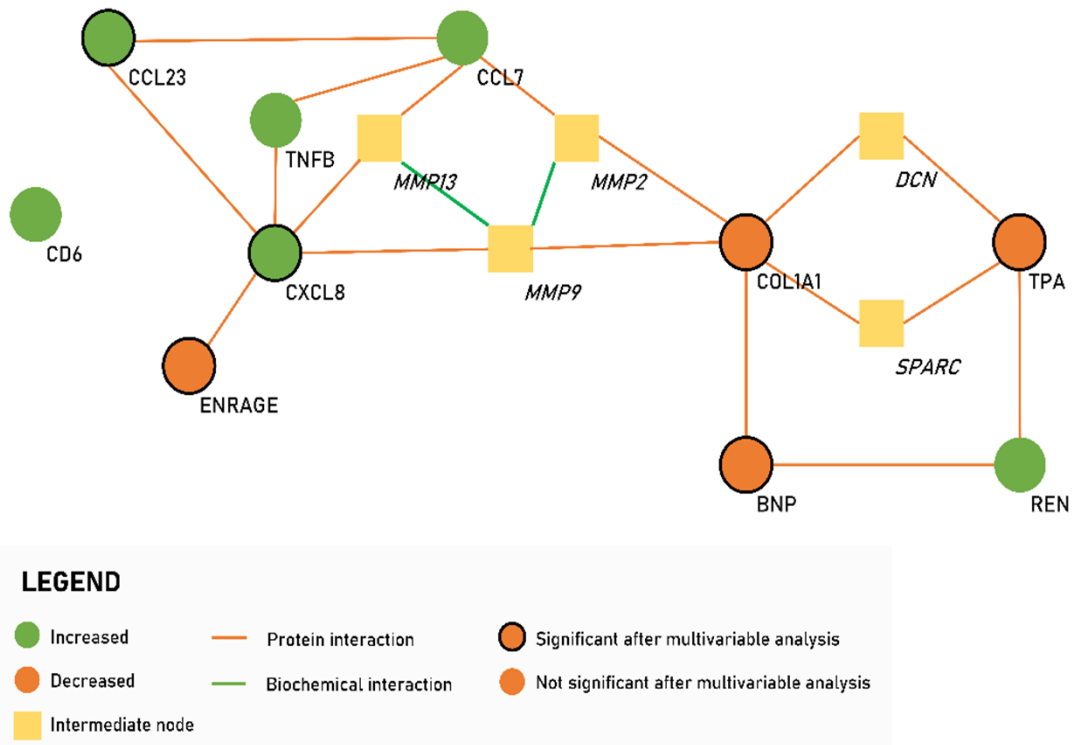 CCL23
CCL7
TNFB
MMP13
MMP2
DCN
CD6
CXCL8
MMP9
COL1A1
TPA
SPARC
ENRAGE
BNP
REN
LEGEND
Increased
Protein interaction
Significant after multivariable analysis
Decreased
Biochemical interaction
Not significant after multivariable analysis
Intermediate node